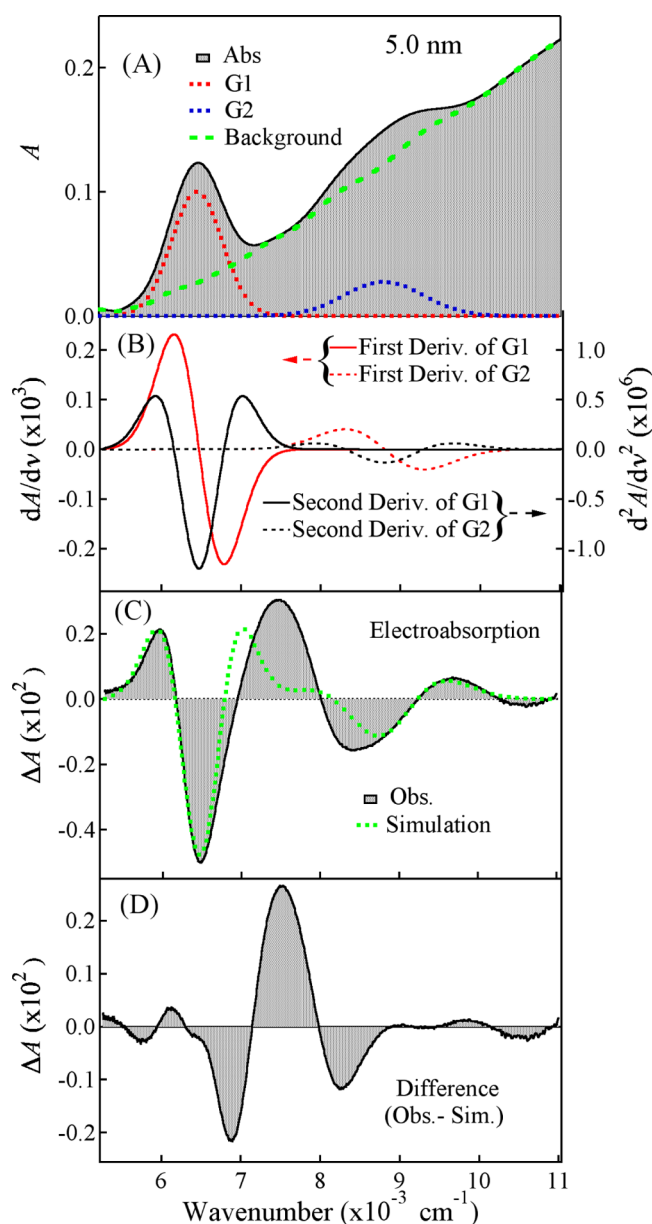 (A)
5.0 nm
Abs
G1
G2
Background
A
0.2
0.1
0.0
(B)
First Deriv. of G1
First Deriv. of G2
Second Deriv. of G1
Second Deriv. of G2
dA/dν (x10³)
0.2
0.1
0.0
-0.1
-0.2
d²A/dν² (x10⁶)
1.0
0.5
0.0
-0.5
-1.0
(C)
Electroabsorption
Obs.
Simulation
ΔA (x10²)
0.2
0.0
-0.2
-0.4
(D)
Difference
(Obs.- Sim.)
ΔA (x10²)
0.2
0.1
0.0
-0.1
-0.2
6 7 8 9 10 11
Wavenumber (x10⁻³ cm⁻¹)